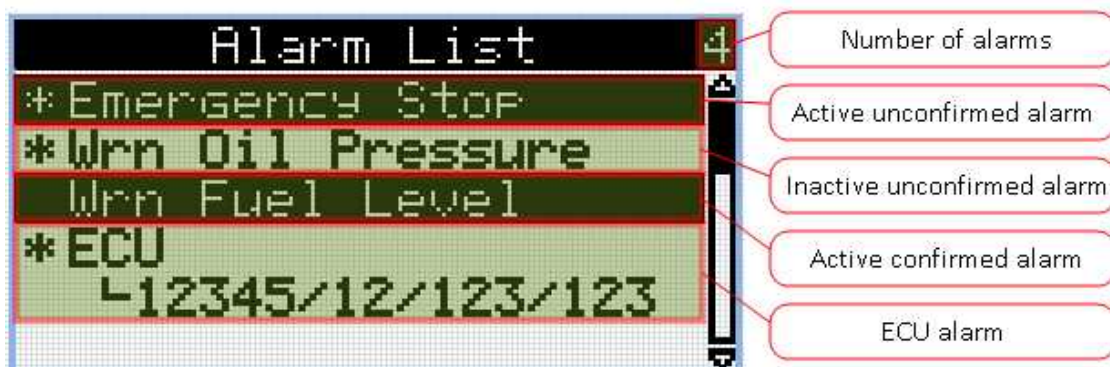 Alarm List 4
* Emergency Stop
* Wrn Oil Pressure
Wrn Fuel Level
* ECU
└12345/12/123/123
Number of alarms
Active unconfirmed alarm
Inactive unconfirmed alarm
Active confirmed alarm
ECU alarm